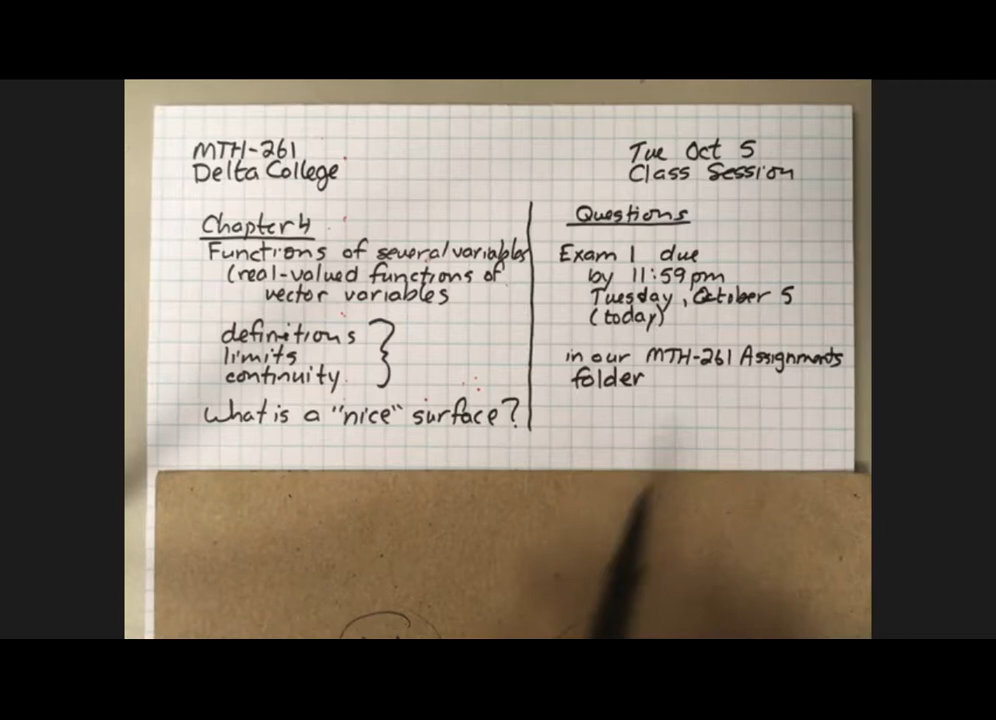 MTH-261
Delta College
Tue Oct 5
Class Session
Chapter 4
Functions of several variables
(real-valued functions of
vector variables
definitions
limits
continuity
What is a "nice" surface?
Questions
Exam 1 due
by 11:59pm
Tuesday, October 5
(today)
in our MTH-261 Assignments
folder